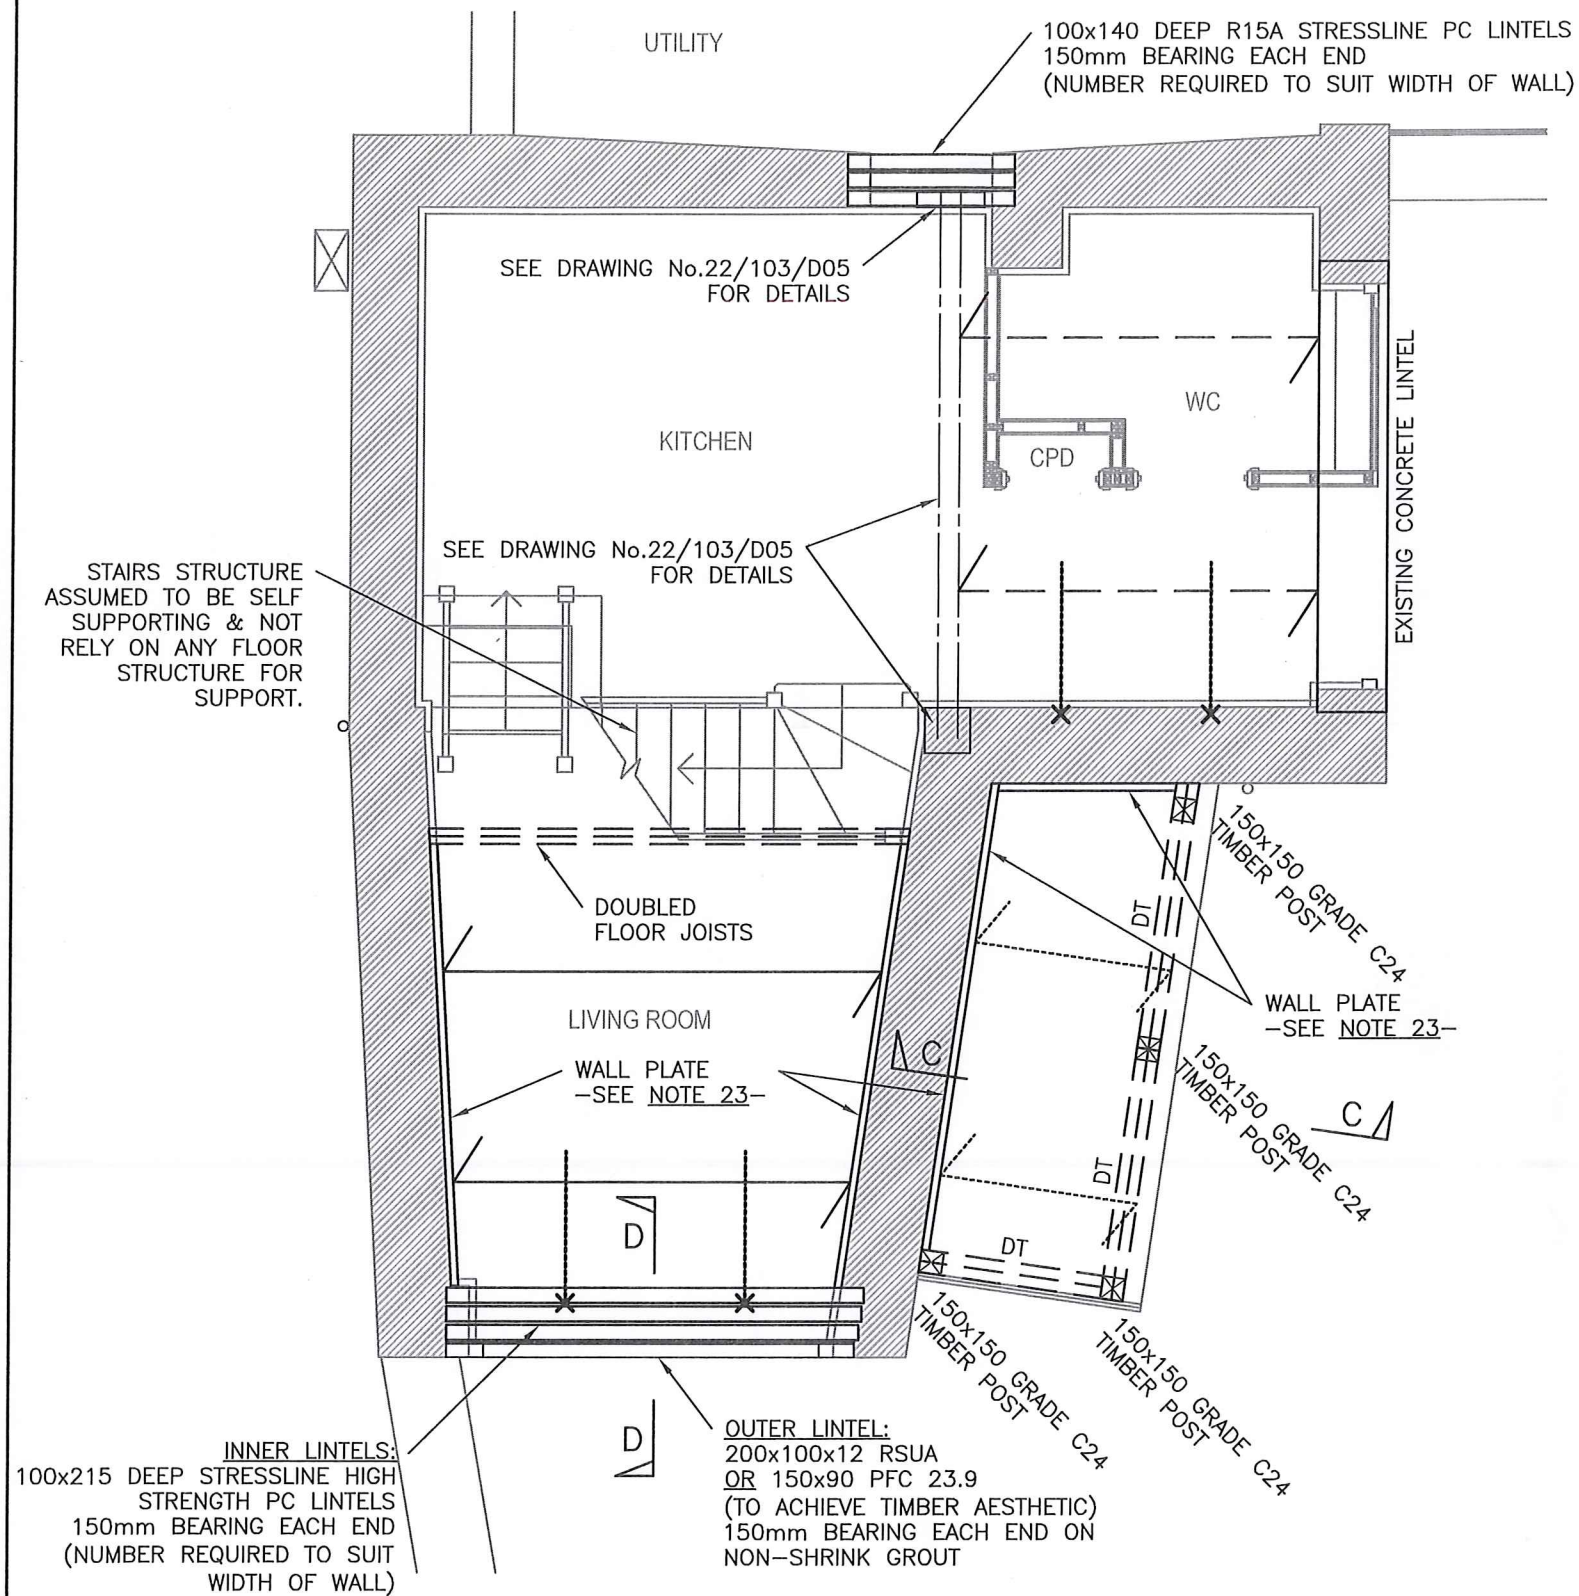 UTILITY
100x140 DEEP R15A STRESSLINE PC LINTELS
150mm BEARING EACH END
(NUMBER REQUIRED TO SUIT WIDTH OF WALL)
SEE DRAWING No.22/103/D05
FOR DETAILS
WC
KITCHEN
CPD
EXISTING CONCRETE LINTEL
SEE DRAWING No.22/103/D05
FOR DETAILS
STAIRS STRUCTURE
ASSUMED TO BE SELF
SUPPORTING & NOT
RELY ON ANY FLOOR
STRUCTURE FOR
SUPPORT.
150x150 GRADE C24
TIMBER POST
DT
DOUBLED
FLOOR JOISTS
WALL PLATE
-SEE NOTE 23-
LIVING ROOM
C
WALL PLATE
-SEE NOTE 23-
150x150 GRADE C24
TIMBER POST
C
DT
D
DT
150x150 GRADE C24
TIMBER POST
150x150 GRADE C24
TIMBER POST
D
INNER LINTELS:
100x215 DEEP STRESSLINE HIGH
STRENGTH PC LINTELS
150mm BEARING EACH END
(NUMBER REQUIRED TO SUIT
WIDTH OF WALL)
OUTER LINTEL:
200x100x12 RSUA
OR 150x90 PFC 23.9
(TO ACHIEVE TIMBER AESTHETIC)
150mm BEARING EACH END ON
NON-SHRINK GROUT